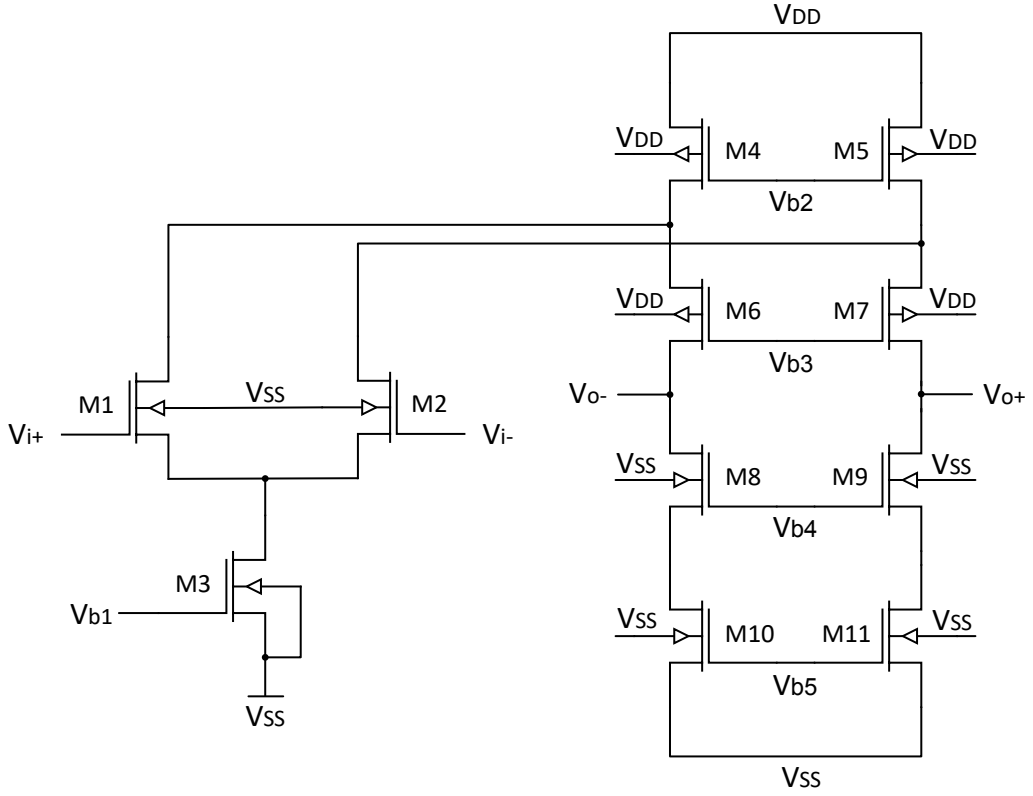 VDD
VDD M4 M5 VDD
Vb2
VDD M6 M7 VDD
Vb3
M1 VSS M2
Vo- Vo+
Vi+ Vi-
VSS M8 M9 VSS
Vb4
M3
Vb1
VSS M10 M11 VSS
Vb5
VSS
VSS